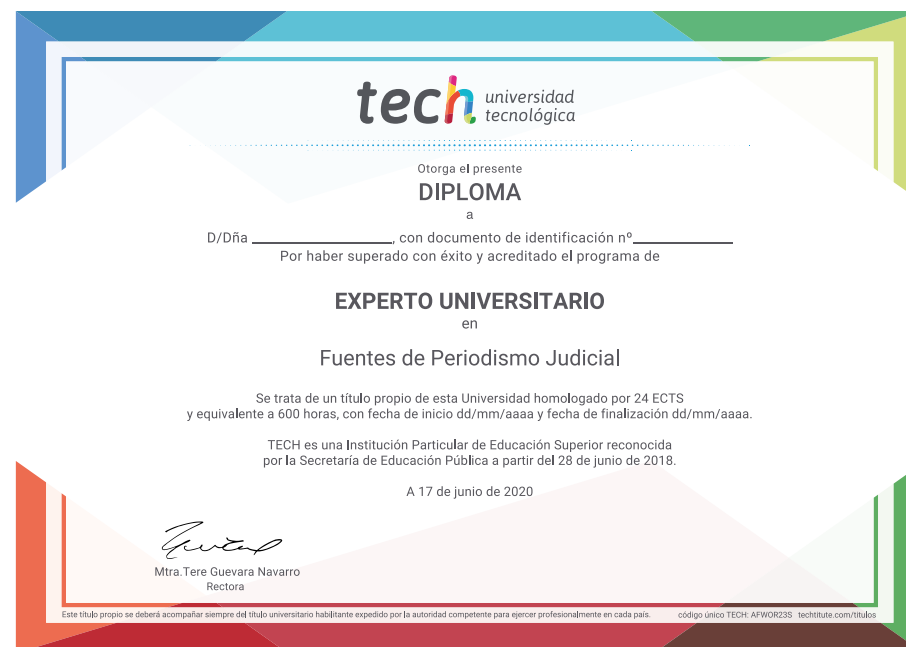 tech universidad
tecnológica
Otorga el presente
DIPLOMA
a
D/Dña ____________________, con documento de identificación nº______________
Por haber superado con éxito y acreditado el programa de
EXPERTO UNIVERSITARIO
en
Fuentes de Periodismo Judicial
Se trata de un título propio de esta Universidad homologado por 24 ECTS
y equivalente a 600 horas, con fecha de inicio dd/mm/aaaa y fecha de finalización dd/mm/aaaa.
TECH es una Institución Particular de Educación Superior reconocida
por la Secretaría de Educación Pública a partir del 28 de junio de 2018.
A 17 de junio de 2020
Mtra.Tere Guevara Navarro
Rectora
Este título propio se deberá acompañar siempre del título universitario habilitante expedido por la autoridad competente para ejercer profesionalmente en cada país. código único TECH: AFWOR23S techtitute.com/titulos